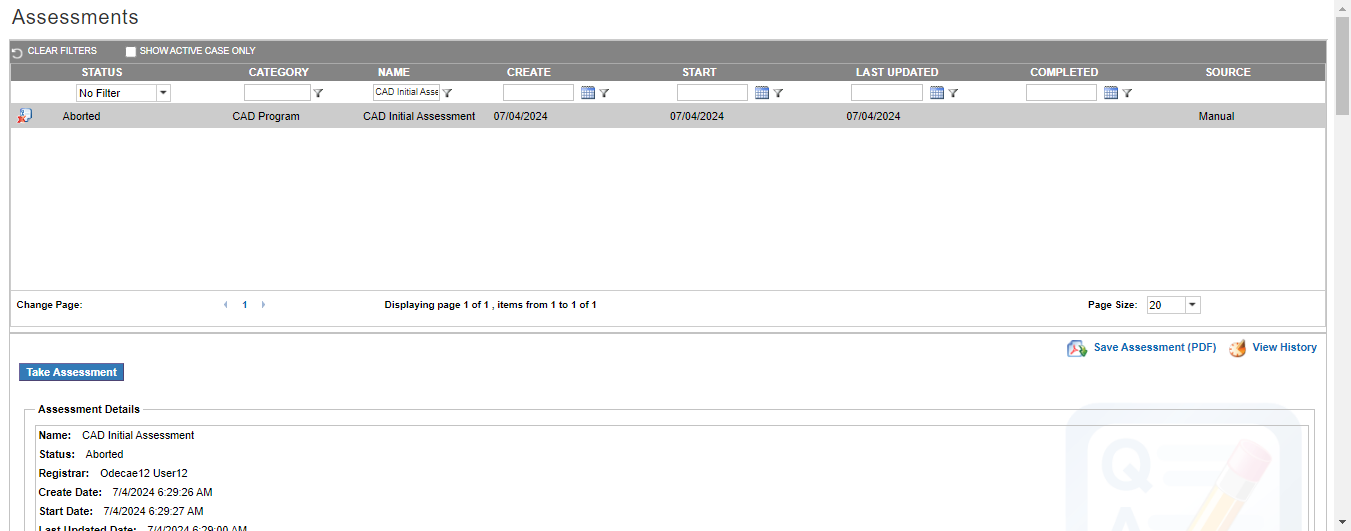 Assessments
CLEAR FILTERS SHOW ACTIVE CASE ONLY
STATUS CATEGORY NAME CREATE START LAST UPDATED COMPLETED SOURCE
No Filter CAD Initial Asse
Aborted CAD Program CAD Initial Assessment 07/04/2024 07/04/2024 07/04/2024 Manual
Change Page: 1 Displaying page 1 of 1 , items from 1 to 1 of 1 Page Size: 20
Save Assessment (PDF) View History
Take Assessment
Assessment Details
Name: CAD Initial Assessment
Status: Aborted
Registrar: Odecae12 User12
Create Date: 7/4/2024 6:29:26 AM
Start Date: 7/4/2024 6:29:27 AM
Last Updated Date: 7/4/2024 6:29:00 AM
Q
A